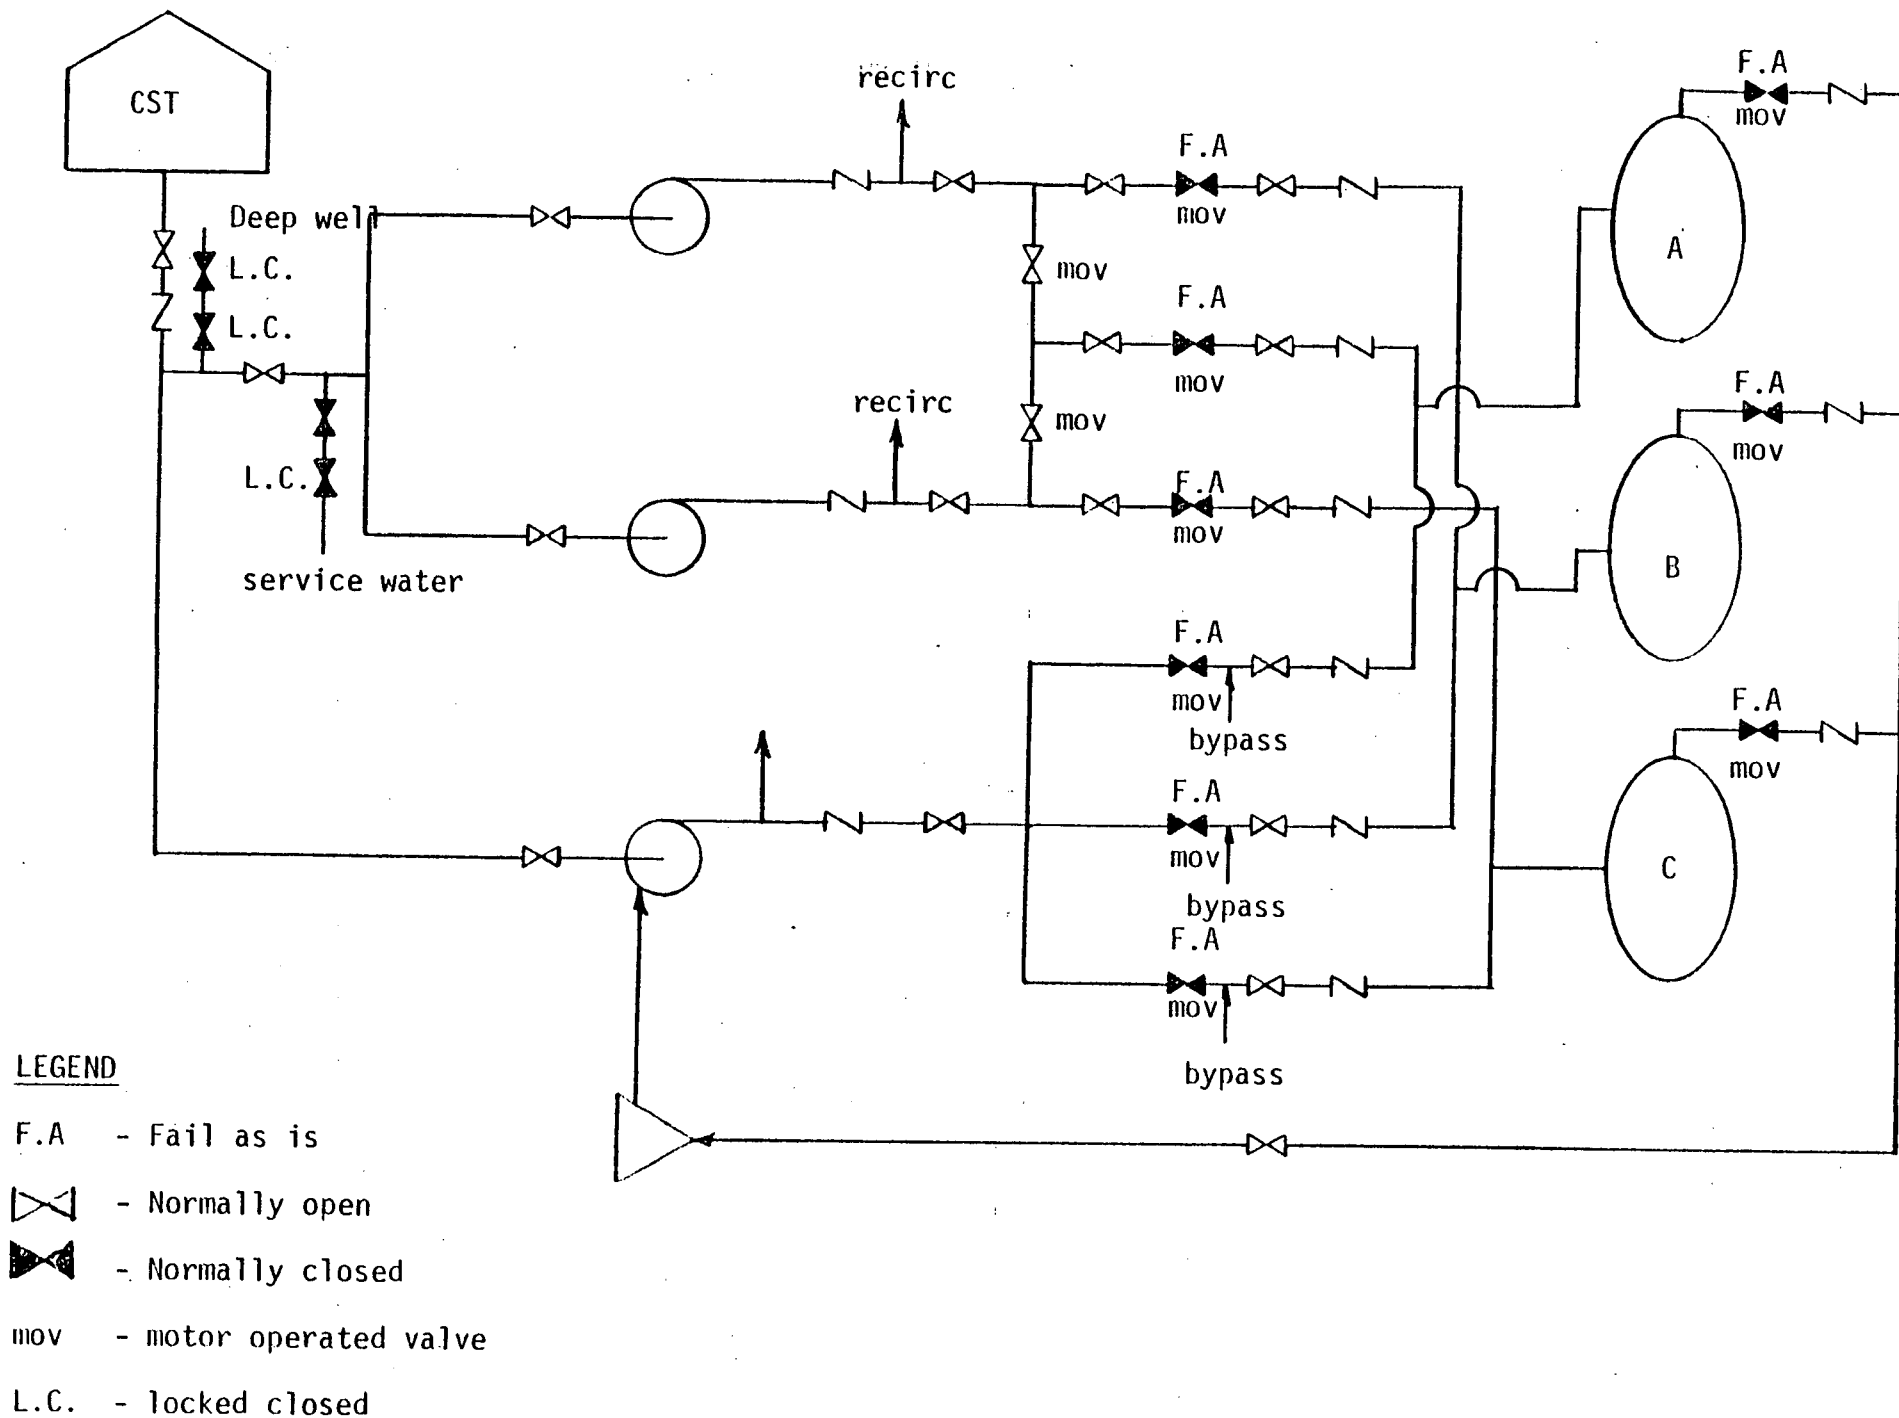 CST
Deep well
L.C.
L.C.
L.C.
service water
recirc
recirc
F.A
mov
mov
F.A
mov
mov
F.A
mov
F.A
mov
bypass
F.A
mov
bypass
F.A
mov
bypass
F.A
mov
A
F.A
mov
B
F.A
mov
C
LEGEND
F.A - Fail as is
- Normally open
- Normally closed
mov - motor operated valve
L.C. - locked closed